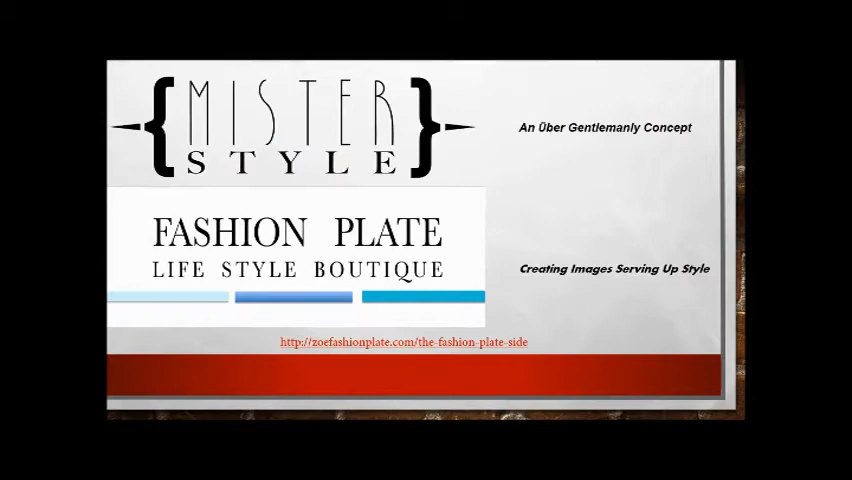 {MISTER}
STYLE
An Über Gentlemanly Concept
FASHION PLATE
LIFE STYLE BOUTIQUE
Creating Images Serving Up Style
http://zoefashionplate.com/the-fashion-plate-side